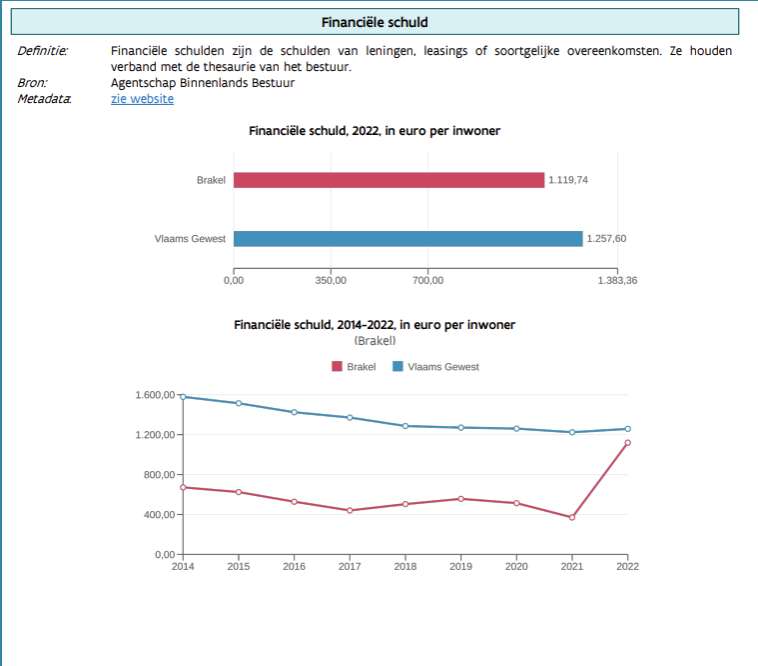 Financiële schuld
Definitie: Financiële schulden zijn de schulden van leningen, leasings of soortgelijke overeenkomsten. Ze houden
verband met de thesaurie van het bestuur.
Bron: Agentschap Binnenlands Bestuur
Metadata: zie website
Financiële schuld, 2022, in euro per inwoner
Brakel 1.119,74
Vlaams Gewest 1.257,60
0,00 350,00 700,00 1.383,36
Financiële schuld, 2014-2022, in euro per inwoner
(Brakel)
Brakel Vlaams Gewest
1.600,00
1.200,00
800,00
400,00
0,00
2014 2015 2016 2017 2018 2019 2020 2021 2022